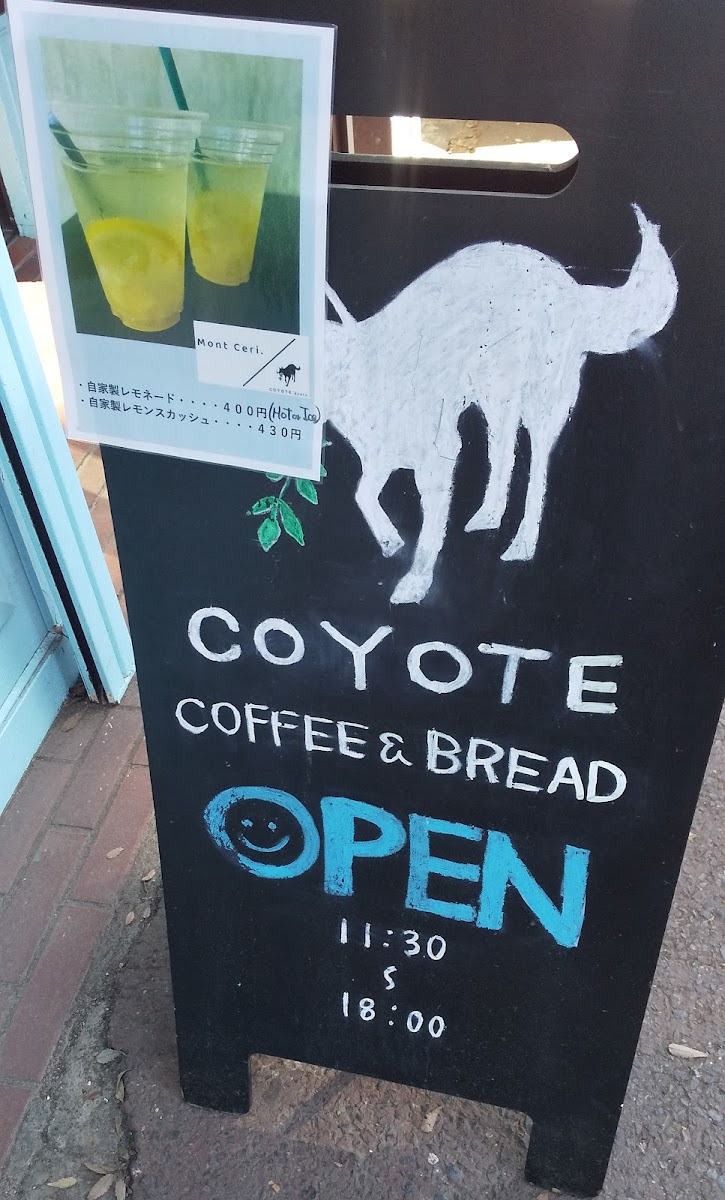 Mont Ceri.
・自家製レモネード・・・・400円(Hot or Ice)
・自家製レモンスカッシュ・・・・430円
COYOTE
COFFEE & BREAD
OPEN
11:30
〜
18:00